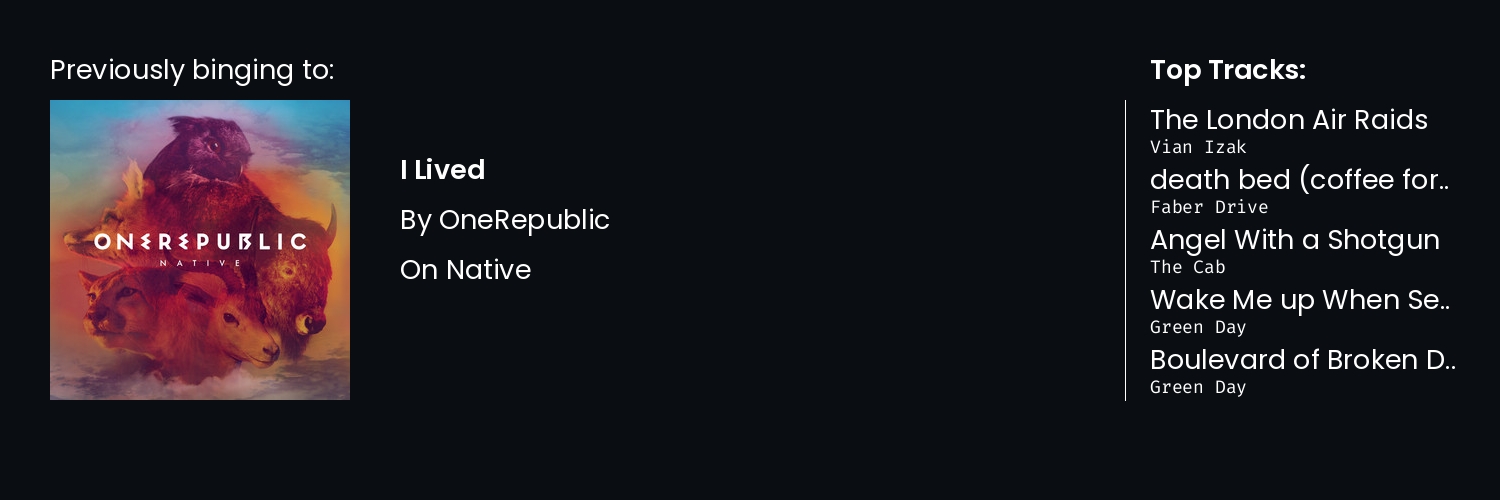 Previously binging to:
ONEREPUBLIC
NATIVE
I Lived
By OneRepublic
On Native
Top Tracks:
The London Air Raids
Vian Izak
death bed (coffee for..
Faber Drive
Angel With a Shotgun
The Cab
Wake Me up When Se..
Green Day
Boulevard of Broken D..
Green Day